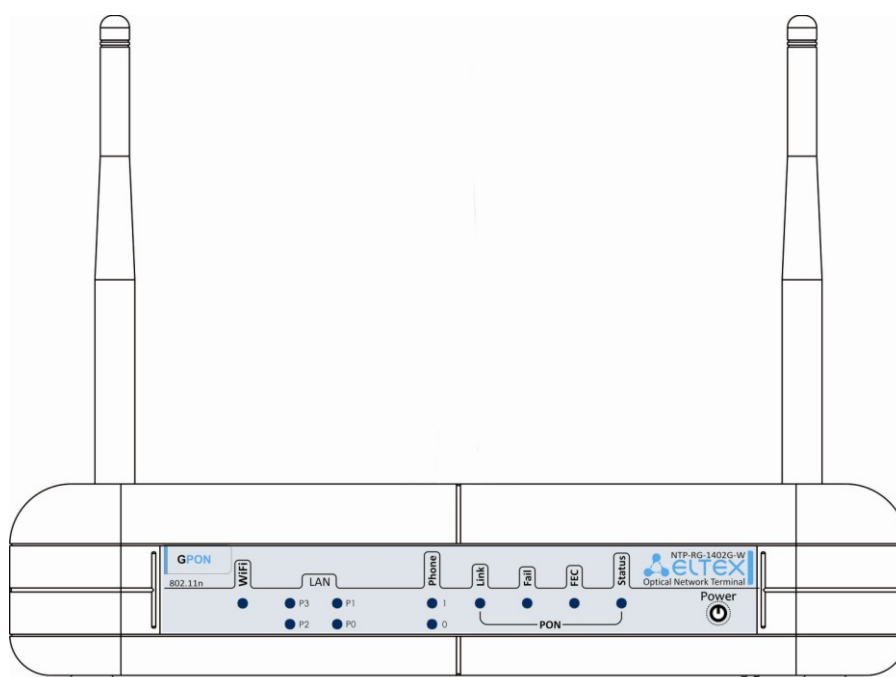 GPON
802.11n
WiFi
LAN
P3
P1
P2
P0
Phone
1
0
Link
Fail
FEC
Status
PON
NTP-RG-1402G-W
ELTEX
Optical Network Terminal
Power